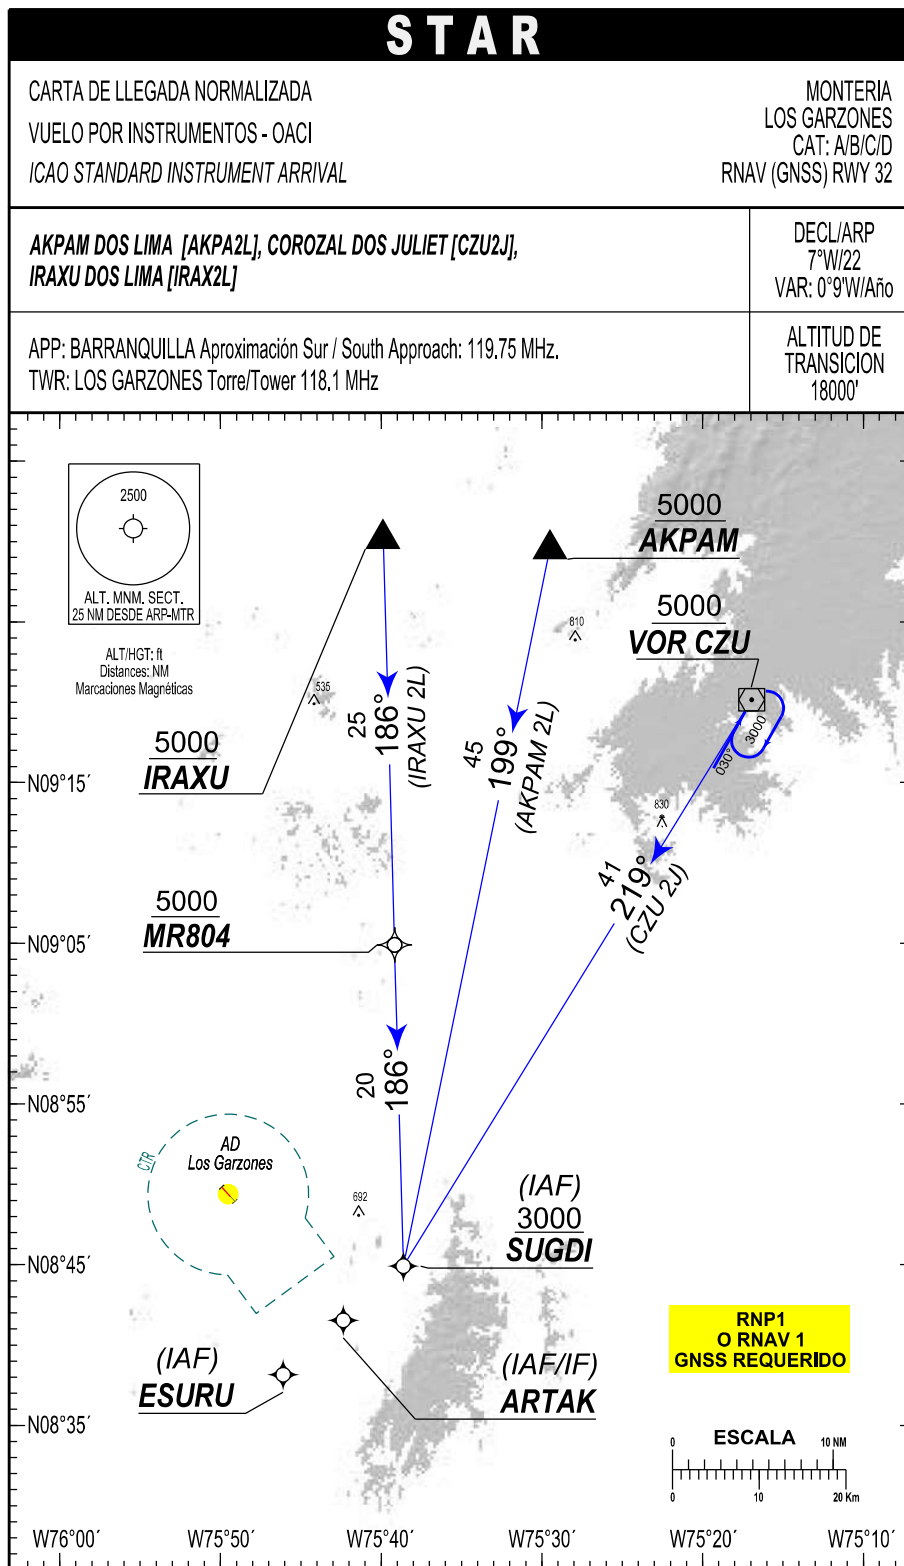 STAR
CARTA DE LLEGADA NORMALIZADA
VUELO POR INSTRUMENTOS - OACI
ICAO STANDARD INSTRUMENT ARRIVAL
MONTERIA
LOS GARZONES
CAT: A/B/C/D
RNAV (GNSS) RWY 32
AKPAM DOS LIMA [AKPA2L], COROZAL DOS JULIET [CZU2J],
IRAXU DOS LIMA [IRAX2L]
DECL/ARP
7°W/22
VAR: 0°9'W/Año
APP: BARRANQUILLA Aproximación Sur / South Approach: 119.75 MHz.
TWR: LOS GARZONES Torre/Tower 118.1 MHz
ALTITUD DE
TRANSICION
18000'
2500
ALT. MNM. SECT.
25 NM DESDE ARP-MTR
ALT/HGT: ft
Distances: NM
Marcaciones Magnéticas
5000
AKPAM
5000
VOR CZU
810
535
5000
IRAXU
25
186°
(IRAXU 2L)
45
199°
(AKPAM 2L)
030°
3000
830
41
219°
(CZU 2J)
N09°15´
5000
MR804
N09°05´
20
186°
N08°55´
CTR
AD
Los Garzones
692
(IAF)
3000
SUGDI
N08°45´
RNP1
O RNAV 1
GNSS REQUERIDO
(IAF)
ESURU
(IAF/IF)
ARTAK
N08°35´
ESCALA
0
10 NM
0
10
20 Km
W76°00´
W75°50´
W75°40´
W75°30´
W75°20´
W75°10´